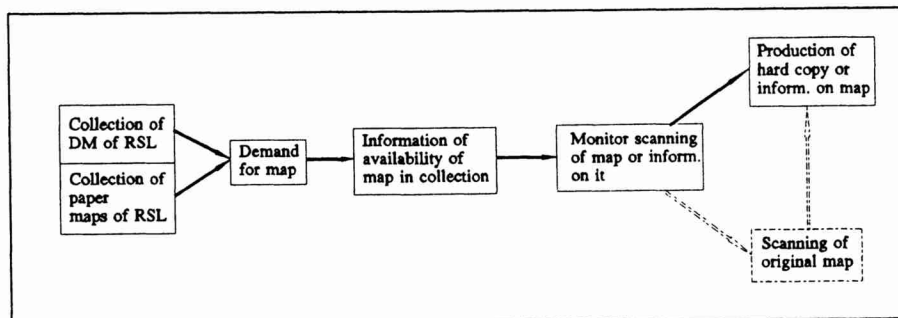 Collection of
DM of RSL
Collection of
paper
maps of RSL
Demand
for map
Information of
availability of
map in collection
Monitor scanning
of map or inform.
on it
Production of
hard copy or
inform. on map
Scanning of
original map